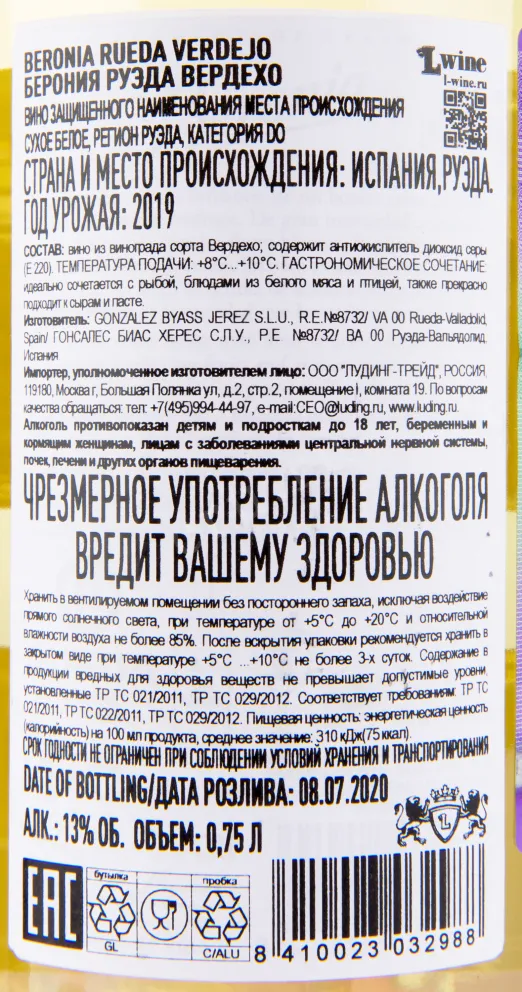 BERONIA RUEDA VERDEJO
БЕРОНИЯ РУЭДА ВЕРДЕХО
Lwine
l-wine.ru
ВИНО ЗАЩИЩЕННОГО НАИМЕНОВАНИЯ МЕСТА ПРОИСХОЖДЕНИЯ
СУХОЕ БЕЛОЕ, РЕГИОН РУЭДА, КАТЕГОРИЯ DO
СТРАНА И МЕСТО ПРОИСХОЖДЕНИЯ: ИСПАНИЯ, РУЭДА.
ГОД УРОЖАЯ: 2019
СОСТАВ: вино из винограда сорта Вердехо; содержит антиокислитель диоксид серы
(Е 220). ТЕМПЕРАТУРА ПОДАЧИ: +8°C...+10°C. ГАСТРОНОМИЧЕСКОЕ СОЧЕТАНИЕ:
идеально сочетается с рыбой, блюдами из белого мяса и птицей, также прекрасно
подходит к сырам и пасте.
Изготовитель: GONZALEZ BYASS JEREZ S.L.U., R.E.№8732/ VA 00 Rueda-Valladolid,
Spain/ ГОНСАЛЕС БИАС ХЕРЕС С.Л.У., Р.Е. №8732/ ВА 00 Руэда-Вальядолид,
Испания
Импортер, уполномоченное изготовителем лицо: ООО "ЛУДИНГ-ТРЕЙД", РОССИЯ,
119180, Москва г, Большая Полянка ул, д.2, стр.2, помещение I, комната 19. По вопросам
качества обращаться: тел: +7(495)994-44-97, e-mail:CEO@luding.ru, www.luding.ru.
Алкоголь противопоказан детям и подросткам до 18 лет, беременным и
кормящим женщинам, лицам с заболеваниями центральной нервной системы,
почек, печени и других органов пищеварения.
ЧРЕЗМЕРНОЕ УПОТРЕБЛЕНИЕ АЛКОГОЛЯ
ВРЕДИТ ВАШЕМУ ЗДОРОВЬЮ
Хранить в вентилируемом помещении без постороннего запаха, исключая воздействие
прямого солнечного света, при температуре от +5°C до +20°C и относительной
влажности воздуха не более 85%. После вскрытия упаковки рекомендуется хранить в
закрытом виде при температуре +5°C ...+10°C не более 3-х суток. Содержание в
продукции вредных для здоровья веществ не превышает допустимые уровни,
установленные ТР ТС 021/2011, ТР ТС 029/2012. Соответствует требованиям: ТР ТС
021/2011, ТР ТС 022/2011, ТР ТС 029/2012. Пищевая ценность: энергетическая ценность
(калорийность) на 100 мл продукта, среднее значение: 310 кДж(75 ккал).
СРОК ГОДНОСТИ НЕ ОГРАНИЧЕН ПРИ СОБЛЮДЕНИИ УСЛОВИЙ ХРАНЕНИЯ И ТРАНСПОРТИРОВАНИЯ
DATE OF BOTTLING/ДАТА РОЗЛИВА: 08.07.2020
АЛК.: 13% ОБ. ОБЪЕМ: 0,75 Л
L
EAC
бутылка
пробка
GL
C/ALU
8 410023 032988